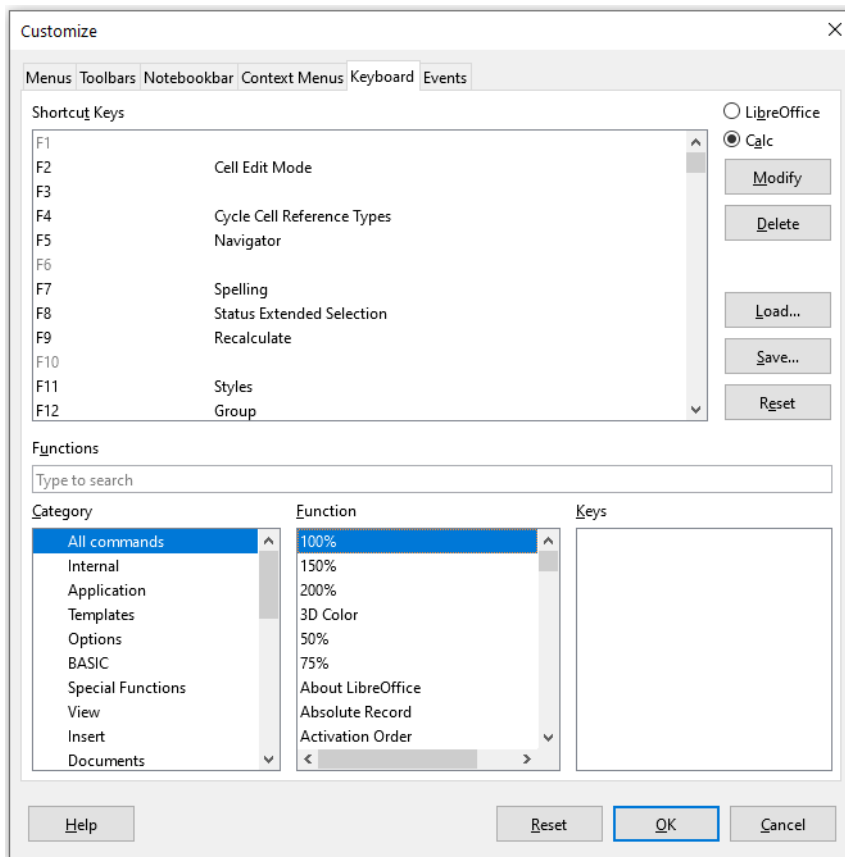 Customize
Menus Toolbars Notebookbar Context Menus Keyboard Events
Shortcut Keys
LibreOffice
Calc
F1
F2 Cell Edit Mode
F3
F4 Cycle Cell Reference Types
F5 Navigator
F6
F7 Spelling
F8 Status Extended Selection
F9 Recalculate
F10
F11 Styles
F12 Group
Modify
Delete
Load...
Save...
Reset
Functions
Type to search
Category
All commands
Internal
Application
Templates
Options
BASIC
Special Functions
View
Insert
Documents
Function
100%
150%
200%
3D Color
50%
75%
About LibreOffice
Absolute Record
Activation Order
Keys
Help
Reset
OK
Cancel